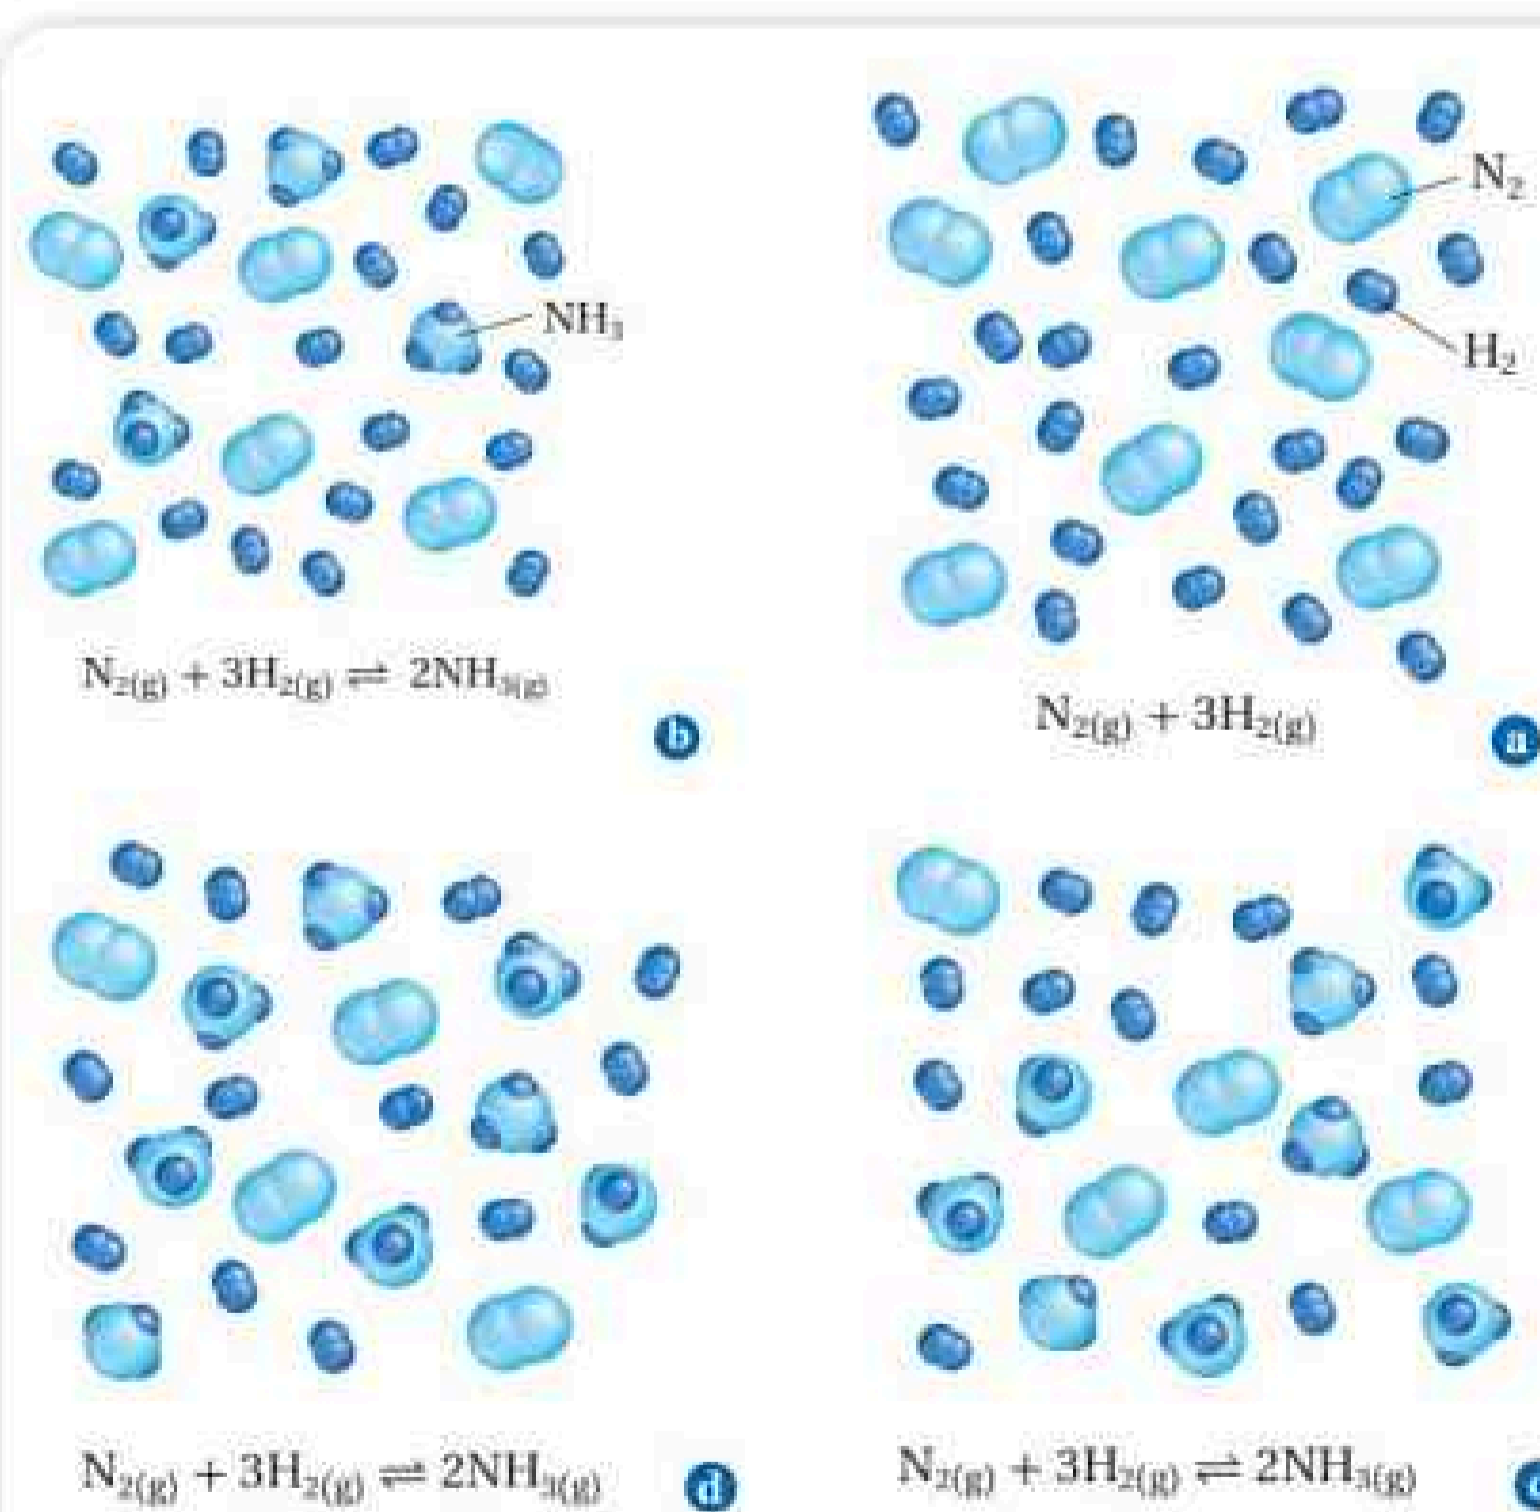 NH₃
N₂
H₂
N₂(g) + 3H₂(g) ⇌ 2NH₃(g)
b
N₂(g) + 3H₂(g)
a
N₂(g) + 3H₂(g) ⇌ 2NH₃(g)
d
N₂(g) + 3H₂(g) ⇌ 2NH₃(g)